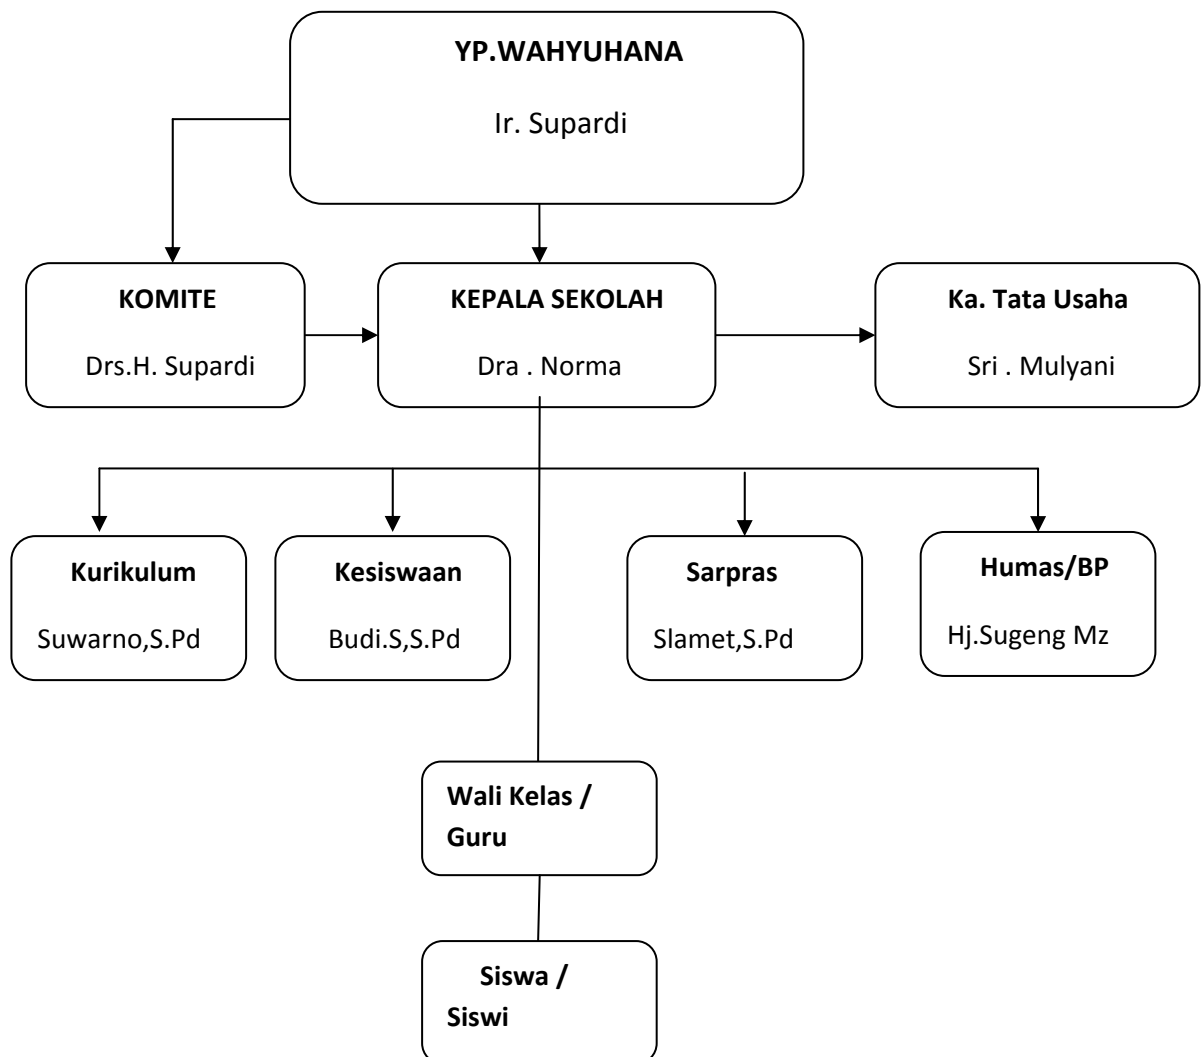 YP.WAHYUHANA
Ir. Supardi
KOMITE
Drs.H. Supardi
KEPALA SEKOLAH
Dra . Norma
Ka. Tata Usaha
Sri . Mulyani
Kurikulum
Suwarno,S.Pd
Kesiswaan
Budi.S,S.Pd
Sarpras
Slamet,S.Pd
Humas/BP
Hj.Sugeng Mz
Wali Kelas /
Guru
Siswa /
Siswi